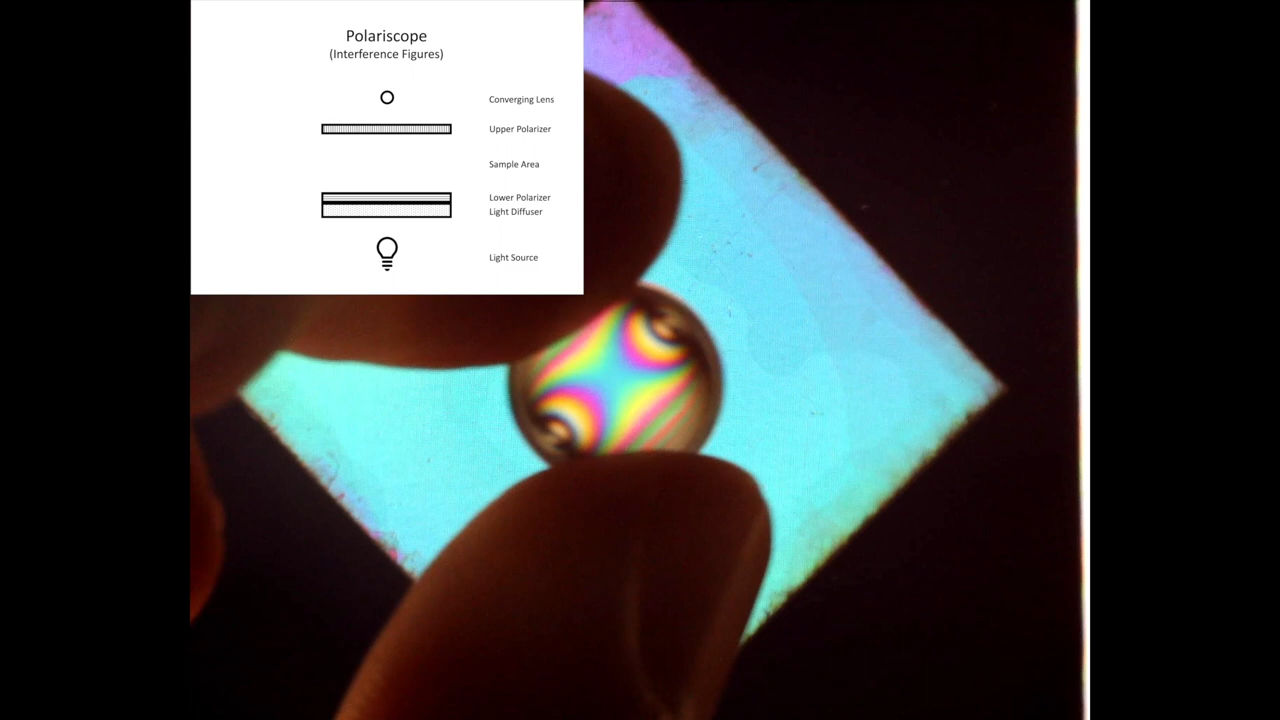 Polariscope
(Interference Figures)
Converging Lens
Upper Polarizer
Sample Area
Lower Polarizer
Light Diffuser
Light Source